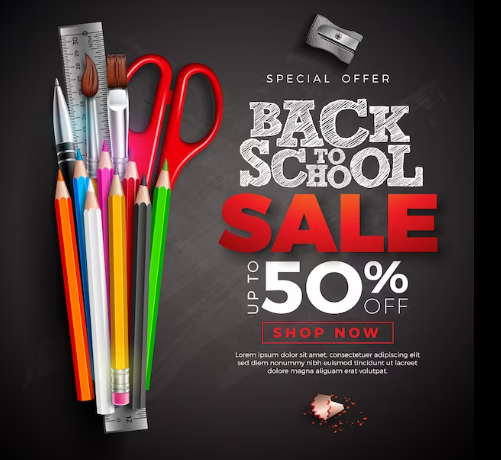 SPECIAL OFFER
BACK
TO
SCHOOL
SALE
UP TO
50%
OFF
SHOP NOW
Lorem ipsum dolor sit amet, consectetuer adipiscing elit
sed diem nonummy nibh euismod tincidunt ut lacreet
dolore magna aliguam erat volutpat.